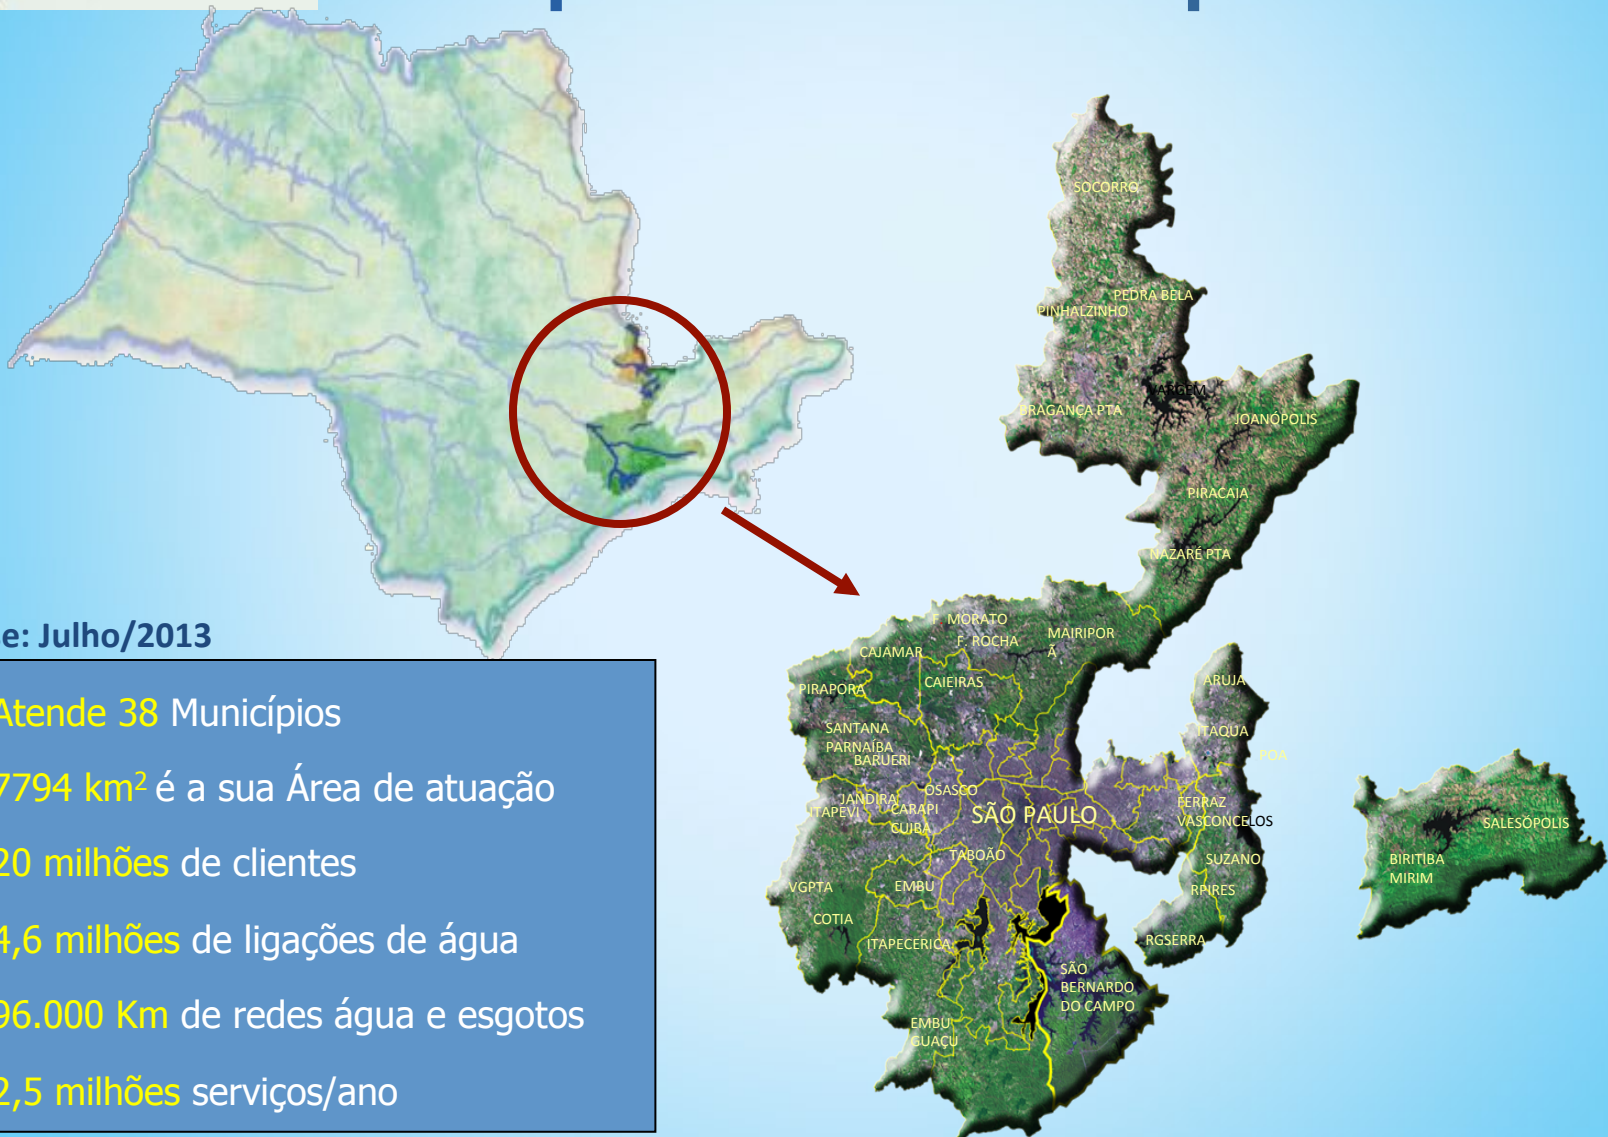 e: Julho/2013
Atende 38 Municípios
7794 km² é a sua Área de atuação
20 milhões de clientes
4,6 milhões de ligações de água
96.000 Km de redes água e esgotos
2,5 milhões serviços/ano
SOCORRO
PEDRA BELA
PINHALZINHO
VARGEM
BRAGANÇA PTA
JOANÓPOLIS
PIRACAIA
NAZARÉ PTA
F. MORATO
F. ROCHA
MAIRIPOR
Ã
CAJAMAR
CAIEIRAS
PIRAPORA
ARUJA
SANTANA
PARNAÍBA
BARUERI
ITAQUA
POA
JANDIRA
ITAPEVI
OSASCO
CARAPI
CUIBA
SÃO PAULO
FERRAZ
VASCONCELOS
SALESÓPOLIS
TABOÃO
SUZANO
BIRITIBA
MIRIM
VGPTA
EMBU
RPIRES
COTIA
ITAPECERICA
RGSERRA
SÃO
BERNARDO
DO CAMPO
EMBU
GUAÇU